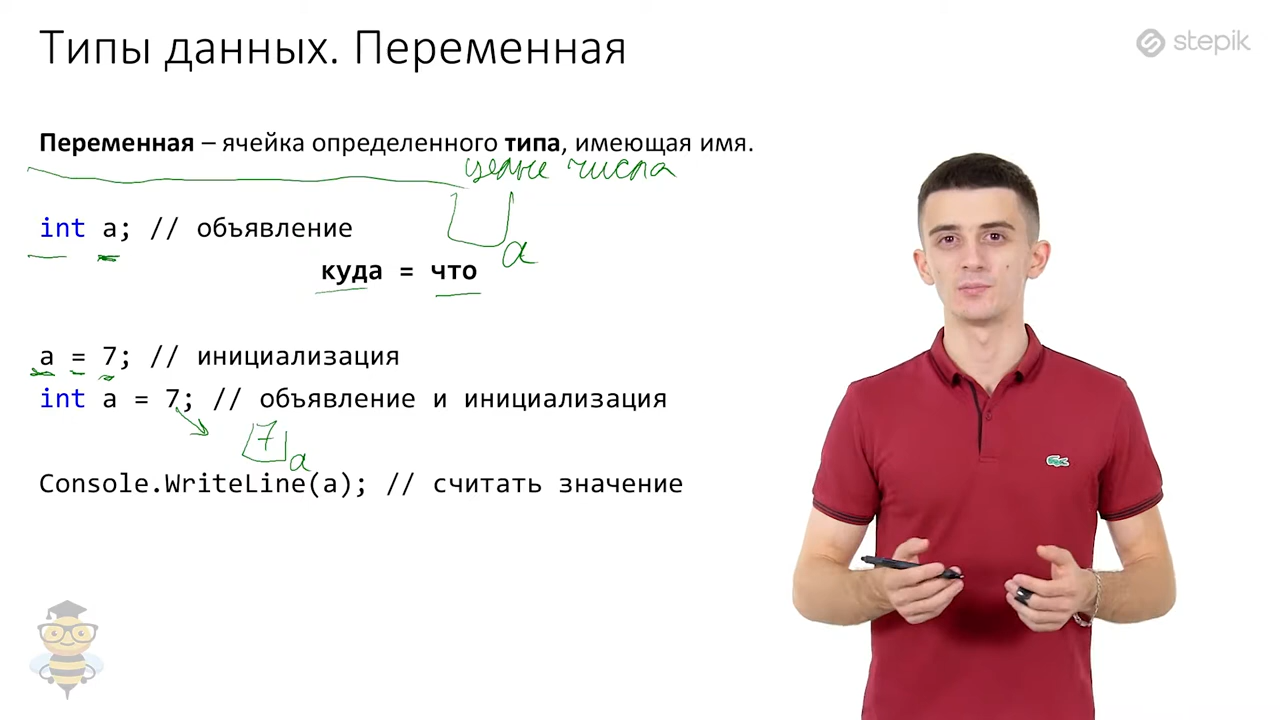 Типы данных. Переменная
stepik
Переменная – ячейка определенного типа, имеющая имя.
целые числа
int a; // объявление
a
куда = что
a = 7; // инициализация
int a = 7; // объявление и инициализация
7
a
Console.WriteLine(a); // считать значение